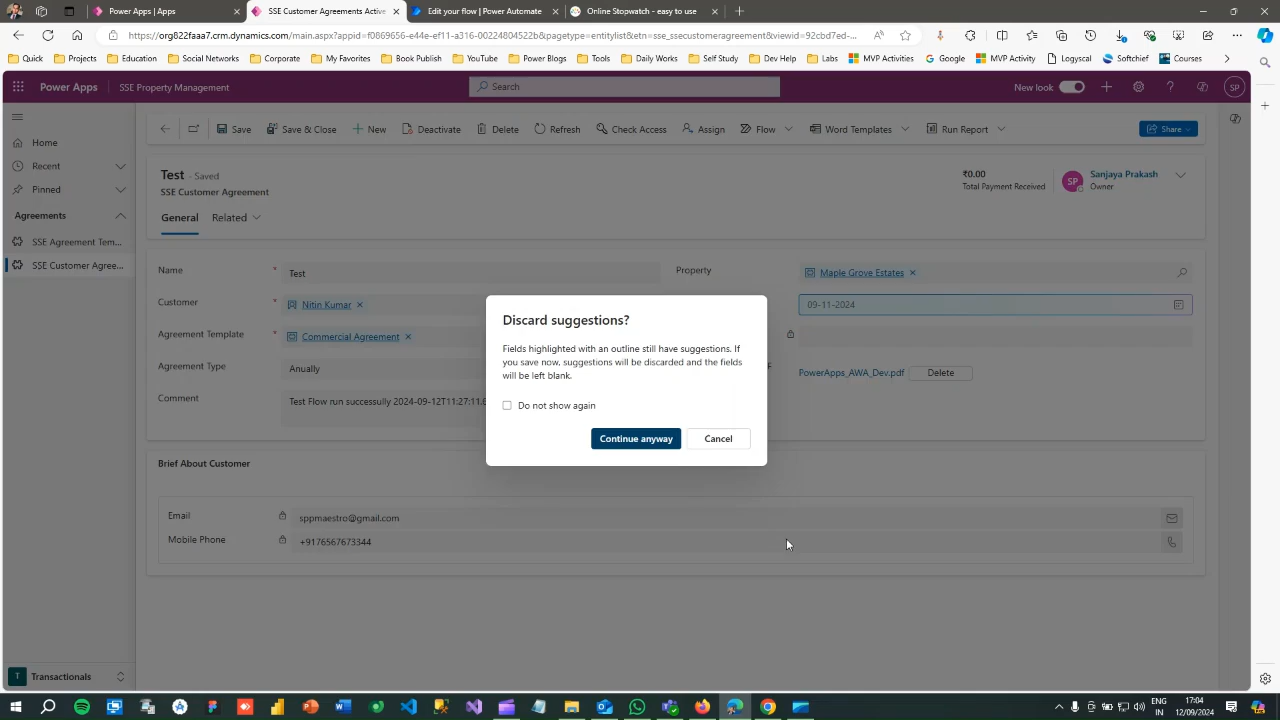 Power Apps | Apps
SSE Customer Agreements Active
Edit your flow | Power Automate
Online Stopwatch - easy to use
https://org822faaa7.crm.dynamics.com/main.aspx?appid=f0869656-e44e-ef11-a316-00224804522b&pagetype=entitylist&etn=sse_ssecustomeragreement&viewid=92cbd7ed-...
Quick Projects Education Social Networks Corporate My Favorites Book Publish YouTube Power Blogs Tools Daily Works Self Study Dev Help Labs MVP Activities Google MVP Activity Logyscal Softchief Courses
Power Apps SSE Property Management Search New look SP
Save Save & Close New Deactivate Delete Refresh Check Access Assign Flow Word Templates Run Report Share
Home
Recent
Pinned
Agreements
SSE Agreement Tem...
SSE Customer Agree...
Test - Saved
SSE Customer Agreement
₹0.00
Total Payment Received
SP
Sanjaya Prakash
Owner
General Related
Name * Test
Property Maple Grove Estates
Customer * Nitin Kumar
09-11-2024
Agreement Template * Commercial Agreement
Agreement Type Anually
PowerApps_AWA_Dev.pdf Delete
Comment Test Flow run successully 2024-09-12T11:27:11.6
Discard suggestions?
Fields highlighted with an outline still have suggestions. If
you save now, suggestions will be discarded and the fields
will be left blank.
Do not show again
Continue anyway Cancel
Brief About Customer
Email sppmaestro@gmail.com
Mobile Phone +9176567673344
T Transactionals
ENG
IN
17:04
12/09/2024